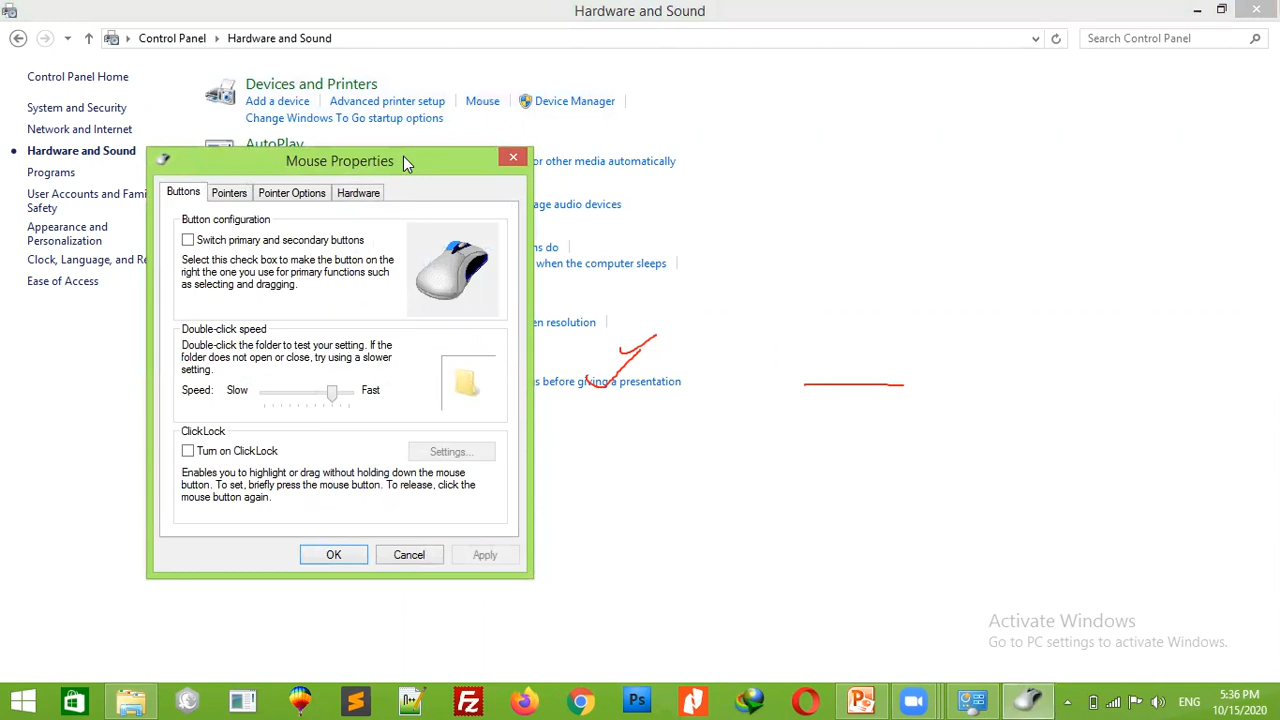 Hardware and Sound
Control Panel
Hardware and Sound
Search Control Panel
Control Panel Home
System and Security
Network and Internet
Hardware and Sound
Programs
User Accounts and Fami
Safety
Appearance and
Personalization
Clock, Language, and Re
Ease of Access
Devices and Printers
Add a device
Advanced printer setup
Mouse
Device Manager
Change Windows To Go startup options
AutoPlay
or other media automatically
age audio devices
ns do
when the computer sleeps
en resolution
s before giving a presentation
Mouse Properties
Buttons
Pointers
Pointer Options
Hardware
Button configuration
Switch primary and secondary buttons
Select this check box to make the button on the
right the one you use for primary functions such
as selecting and dragging.
Double-click speed
Double-click the folder to test your setting. If the
folder does not open or close, try using a slower
setting.
Speed:
Slow
Fast
ClickLock
Turn on ClickLock
Settings...
Enables you to highlight or drag without holding down the mouse
button. To set, briefly press the mouse button. To release, click the
mouse button again.
OK
Cancel
Apply
Activate Windows
Go to PC settings to activate Windows.
Ps
ENG
5:36 PM
10/15/2020